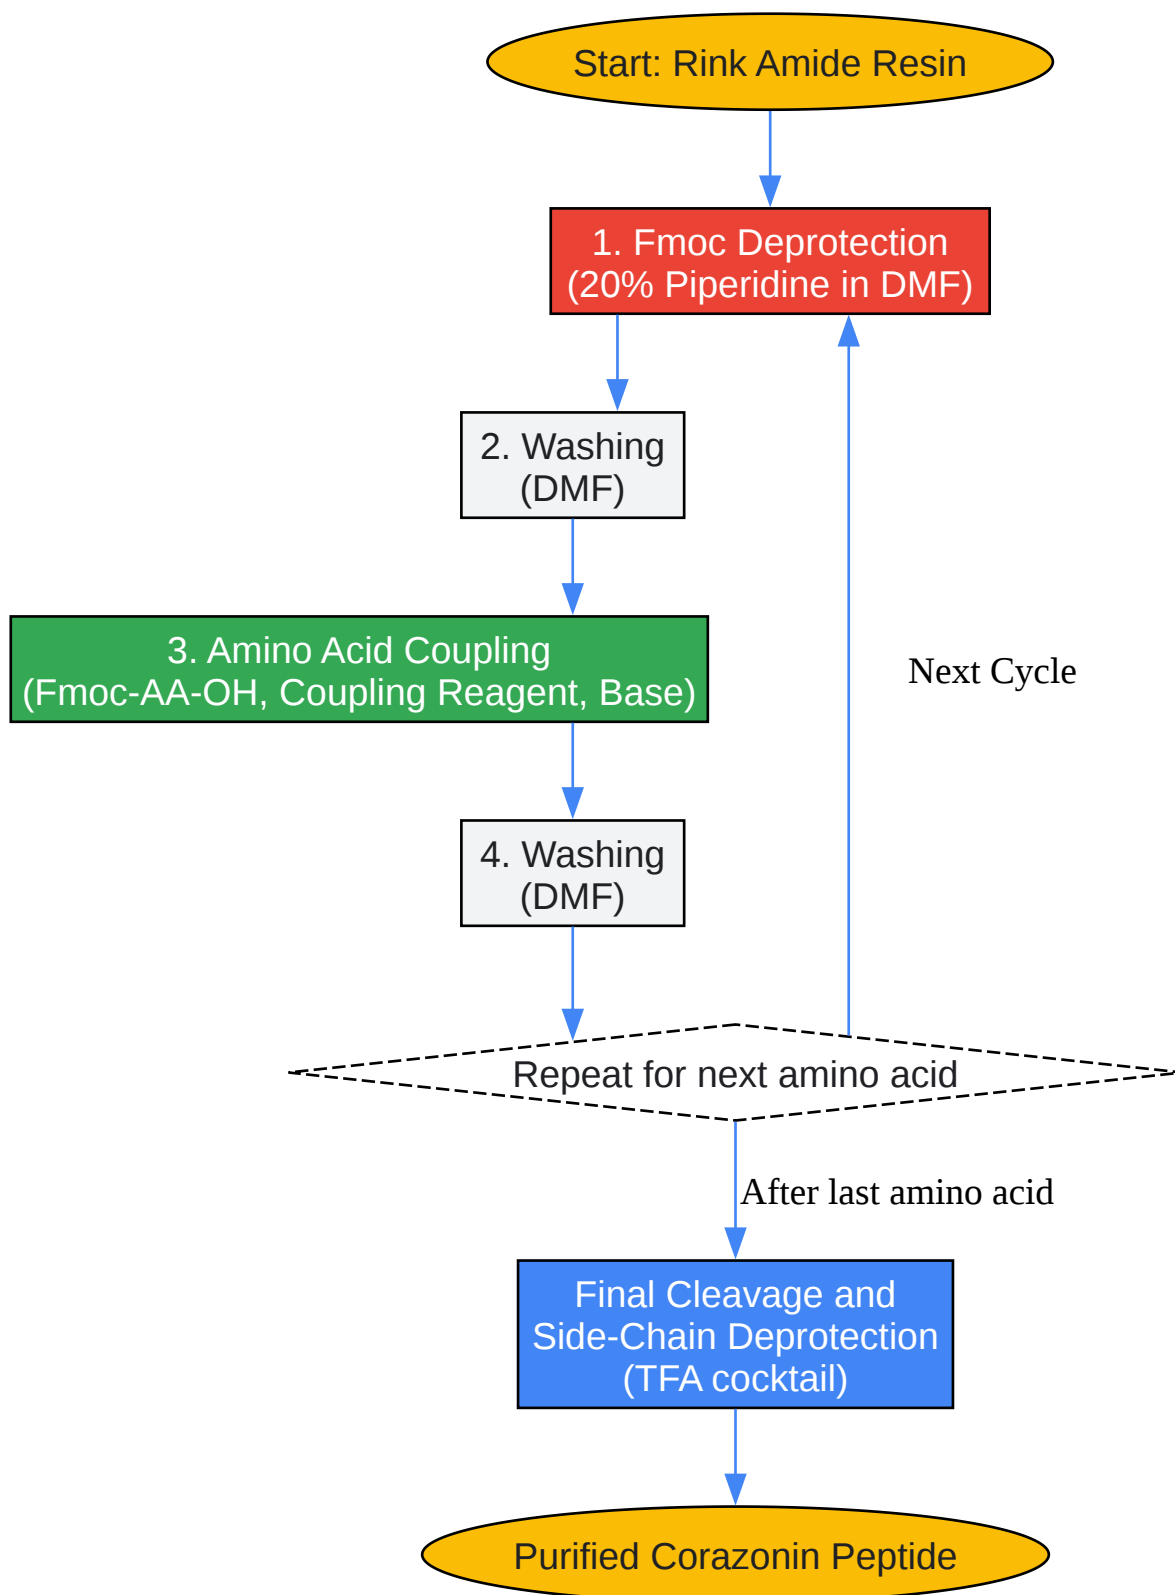 Start: Rink Amide Resin
1. Fmoc Deprotection
(20% Piperidine in DMF)
2. Washing
(DMF)
3. Amino Acid Coupling
(Fmoc-AA-OH, Coupling Reagent, Base)
Next Cycle
4. Washing
(DMF)
Repeat for next amino acid
After last amino acid
Final Cleavage and
Side-Chain Deprotection
(TFA cocktail)
Purified Corazonin Peptide